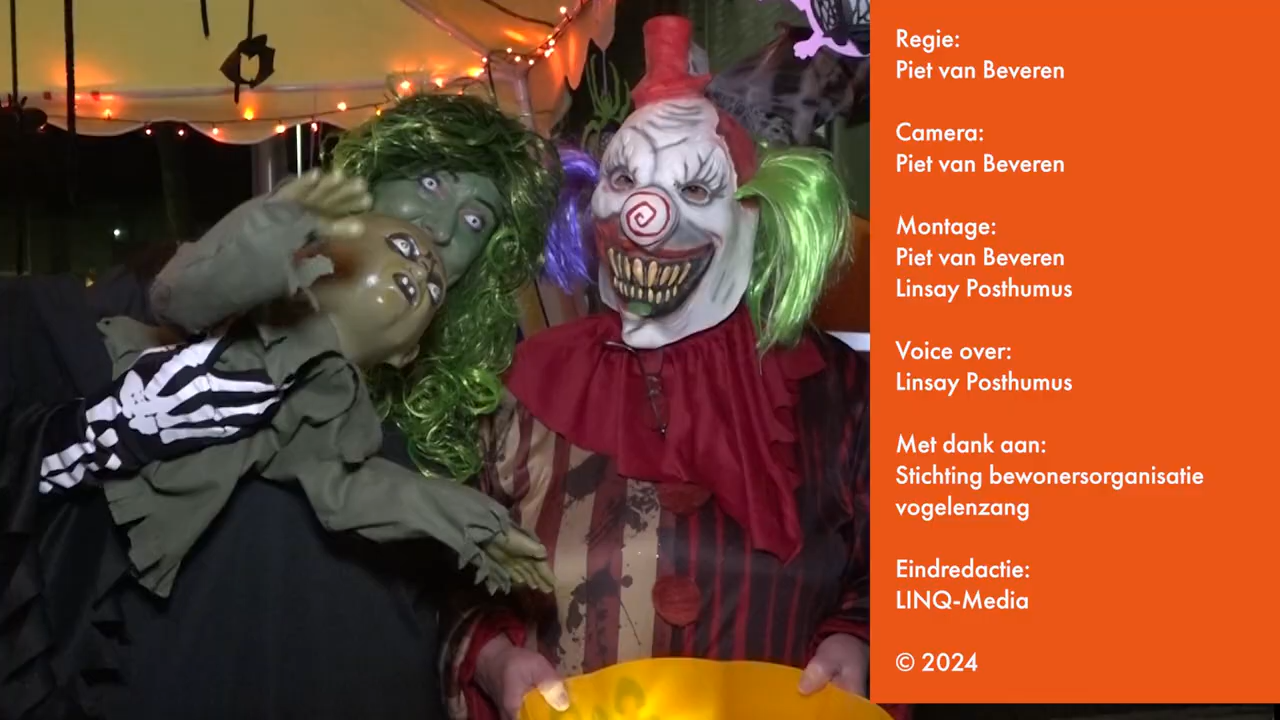 Regie:
Piet van Beveren
Camera:
Piet van Beveren
Montage:
Piet van Beveren
Linsay Posthumus
Voice over:
Linsay Posthumus
Met dank aan:
Stichting bewonersorganisatie
vogelenzang
Eindredactie:
LINQ-Media
© 2024